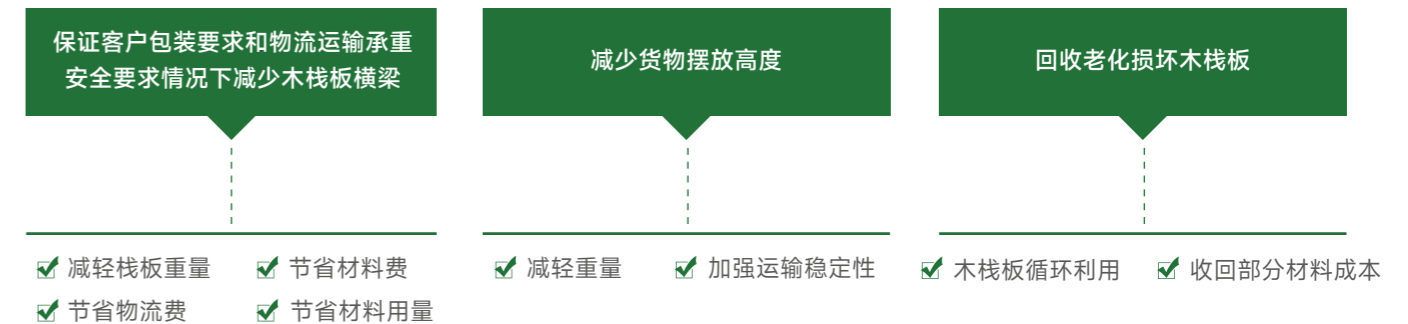 保证客户包装要求和物流运输承重
安全要求情况下减少木栈板横梁
减轻栈板重量
节省材料费
节省物流费
节省材料用量
减少货物摆放高度
减轻重量
加强运输稳定性
回收老化损坏木栈板
木栈板循环利用
收回部分材料成本